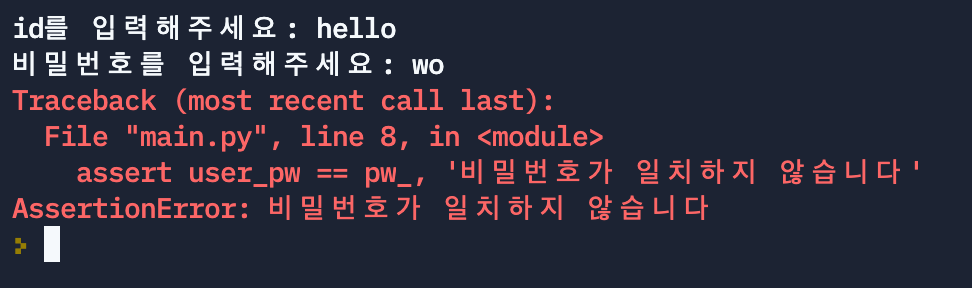 id를 입력해주세요: hello
비밀번호를 입력해주세요: wo
Traceback (most recent call last):
  File "main.py", line 8, in <module>
    assert user_pw == pw_, '비밀번호가 일치하지 않습니다'
AssertionError: 비밀번호가 일치하지 않습니다